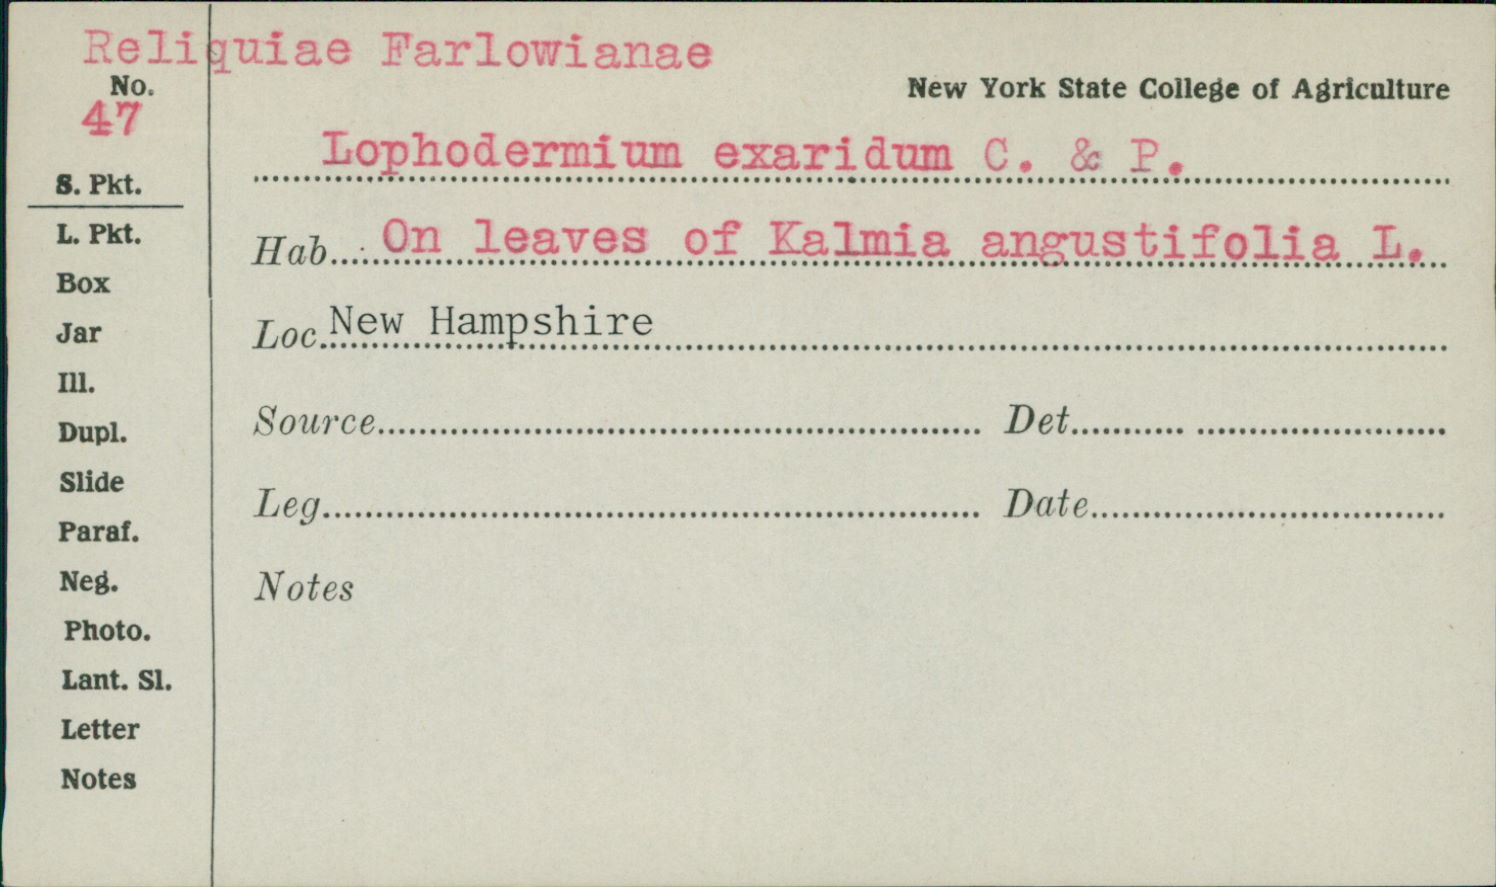 Reliquiae Farlowianae
No.
47
New York State College of Agriculture
Lophodermium exaridum C. & P.
S. Pkt.
L. Pkt.
Box
Jar
Ill.
Dupl.
Slide
Paraf.
Neg.
Photo.
Lant. Sl.
Letter
Notes
Hab. On leaves of Kalmia angustifolia L.
Loc. New Hampshire
Source Det.
Leg. Date
Notes